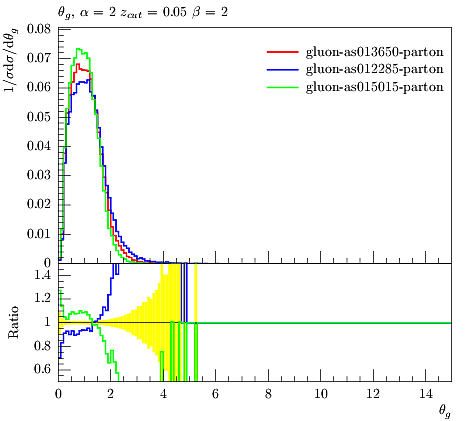 θg, α = 2 zcut = 0.05 β = 2
1/σdσ/dθg
0.08
0.07
0.06
0.05
0.04
0.03
0.02
0.01
0
gluon-as013650-parton
gluon-as012285-parton
gluon-as015015-parton
Ratio
1.4
1.2
1
0.8
0.6
0 2 4 6 8 10 12 14
θg